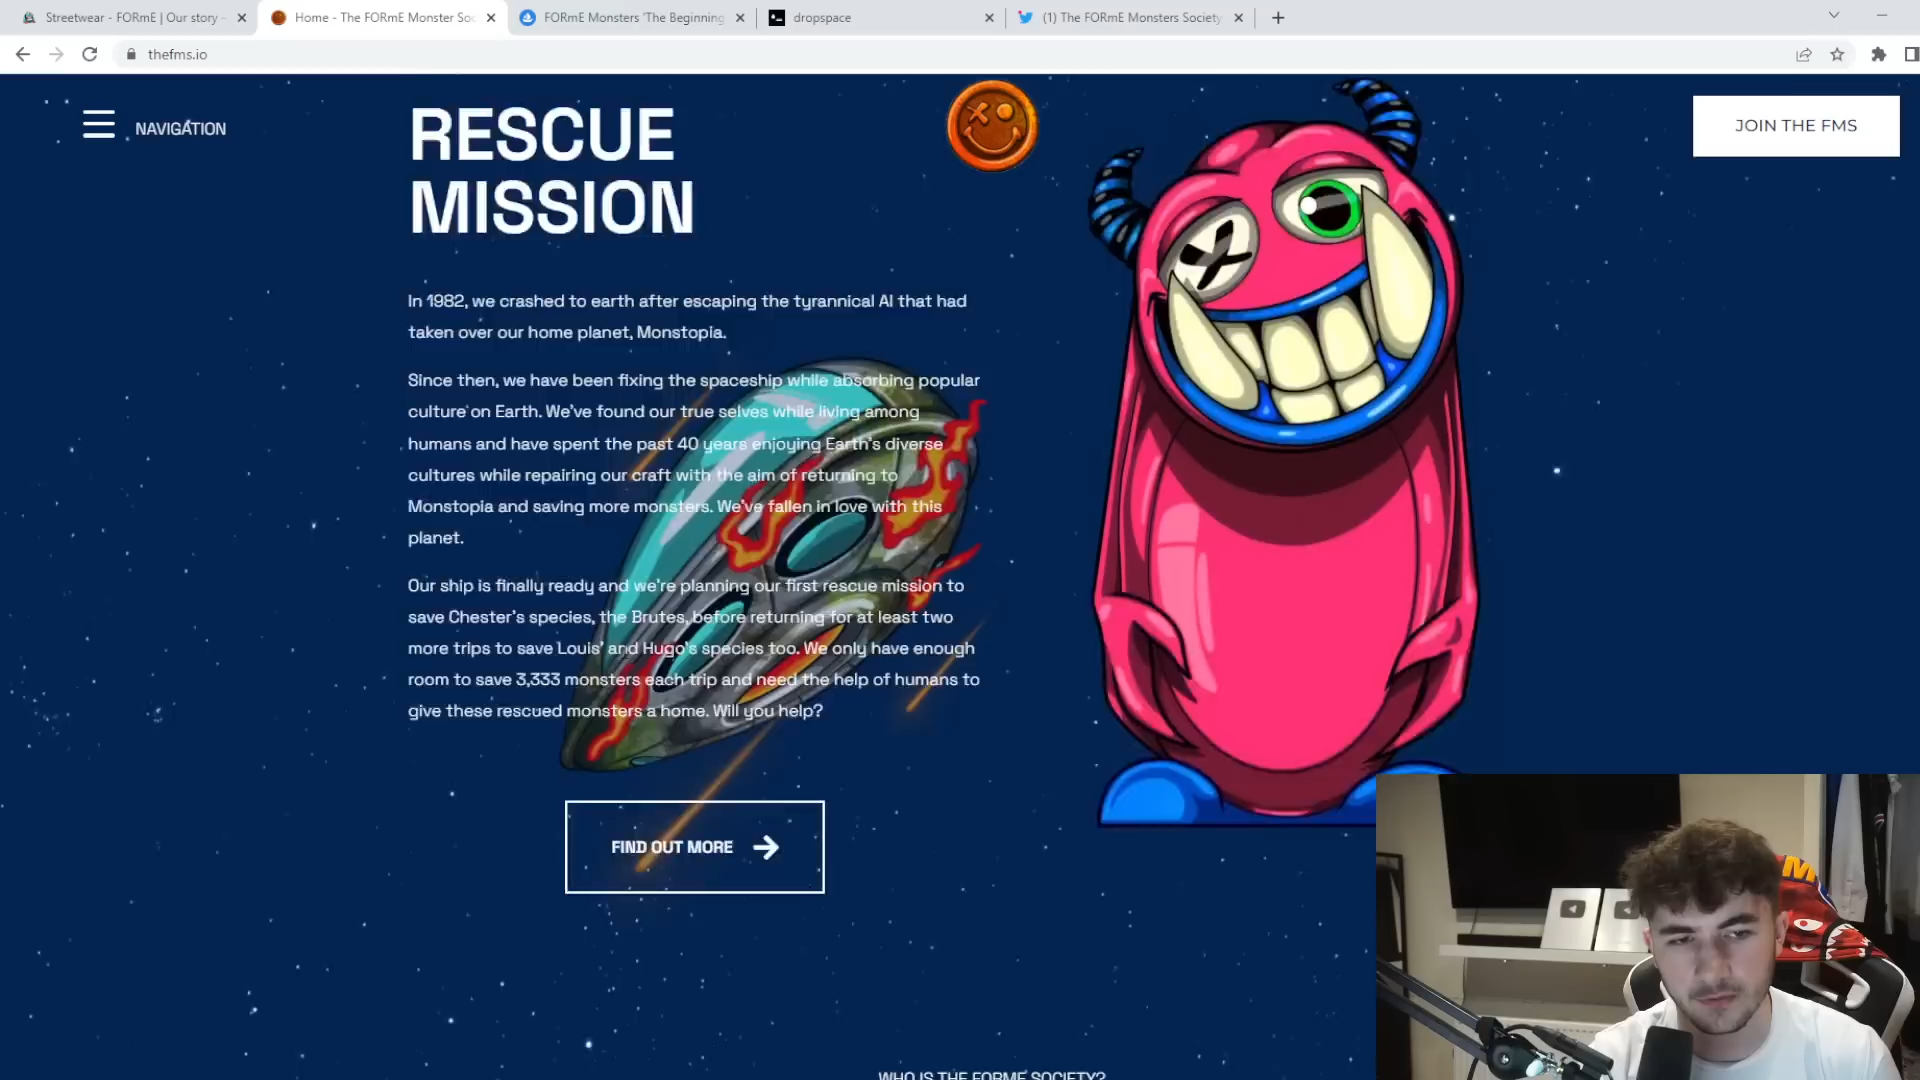 Streetwear - FORmE | Our story -
Home - The FORmE Monster Soc
FORmE Monsters 'The Beginning
dropspace
(1) The FORmE Monsters Society
thefms.io
NAVIGATION
JOIN THE FMS
RESCUE
MISSION
In 1982, we crashed to earth after escaping the tyrannical AI that had
taken over our home planet, Monstopia.
Since then, we have been fixing the spaceship while absorbing popular
culture on Earth. We've found our true selves while living among
humans and have spent the past 40 years enjoying Earth's diverse
cultures while repairing our craft with the aim of returning to
Monstopia and saving more monsters. We've fallen in love with this
planet.
Our ship is finally ready and we're planning our first rescue mission to
save Chester's species, the Brutes, before returning for at least two
more trips to save Louis' and Hugo's species too. We only have enough
room to save 3,333 monsters each trip and need the help of humans to
give these rescued monsters a home. Will you help?
FIND OUT MORE
WHO IS THE FORME SOCIETY?